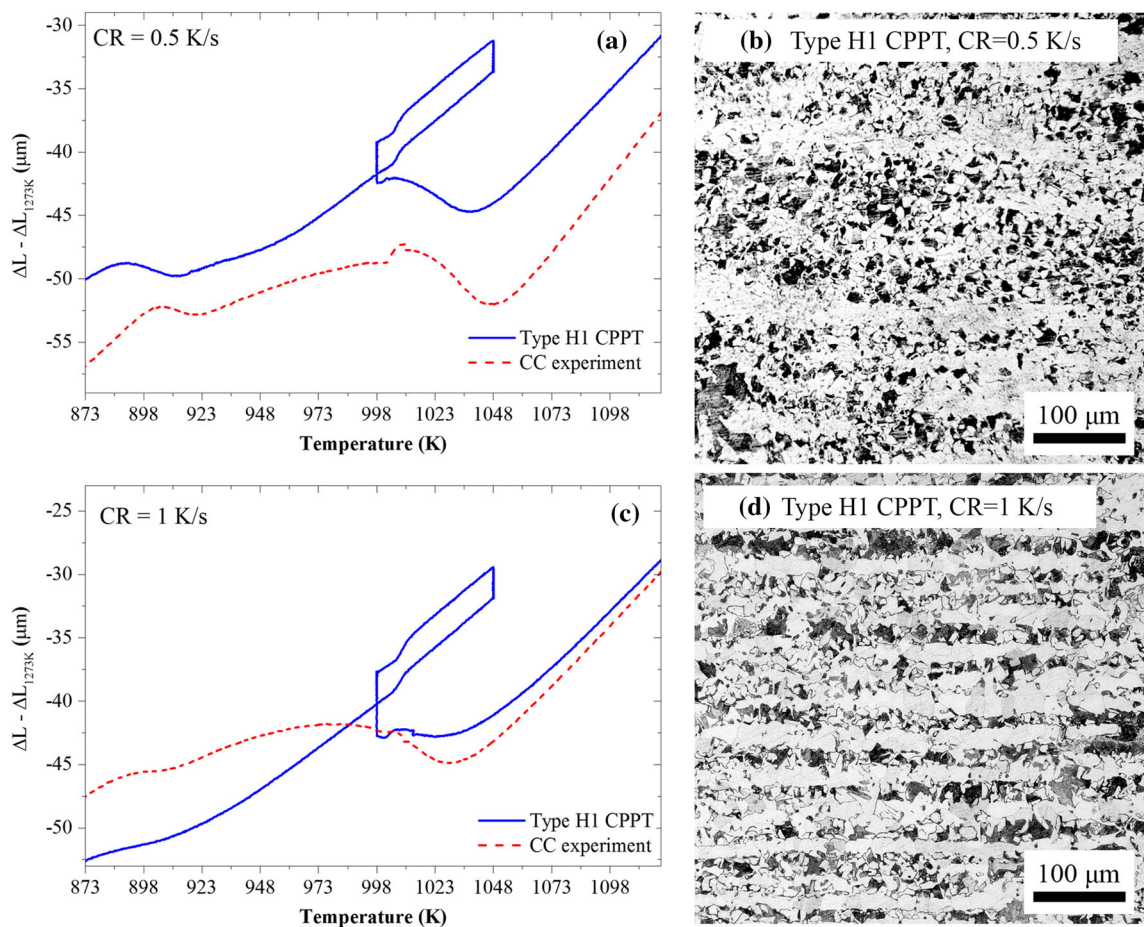 CR = 0.5 K/s
(a)
-30
-35
-40
-45
-50
-55
ΔL - ΔL1273K (μm)
Type H1 CPPT
CC experiment
873 898 923 948 973 998 1023 1048 1073 1098
Temperature (K)
(b) Type H1 CPPT, CR=0.5 K/s
100 μm
CR = 1 K/s
(c)
-25
-30
-35
-40
-45
-50
ΔL - ΔL1273K (μm)
Type H1 CPPT
CC experiment
873 898 923 948 973 998 1023 1048 1073 1098
Temperature (K)
(d) Type H1 CPPT, CR=1 K/s
100 μm